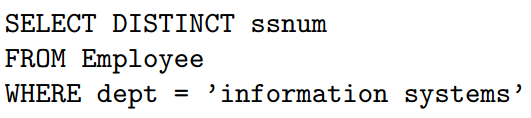 SELECT DISTINCT ssnum
FROM Employee
WHERE dept = ’information systems’